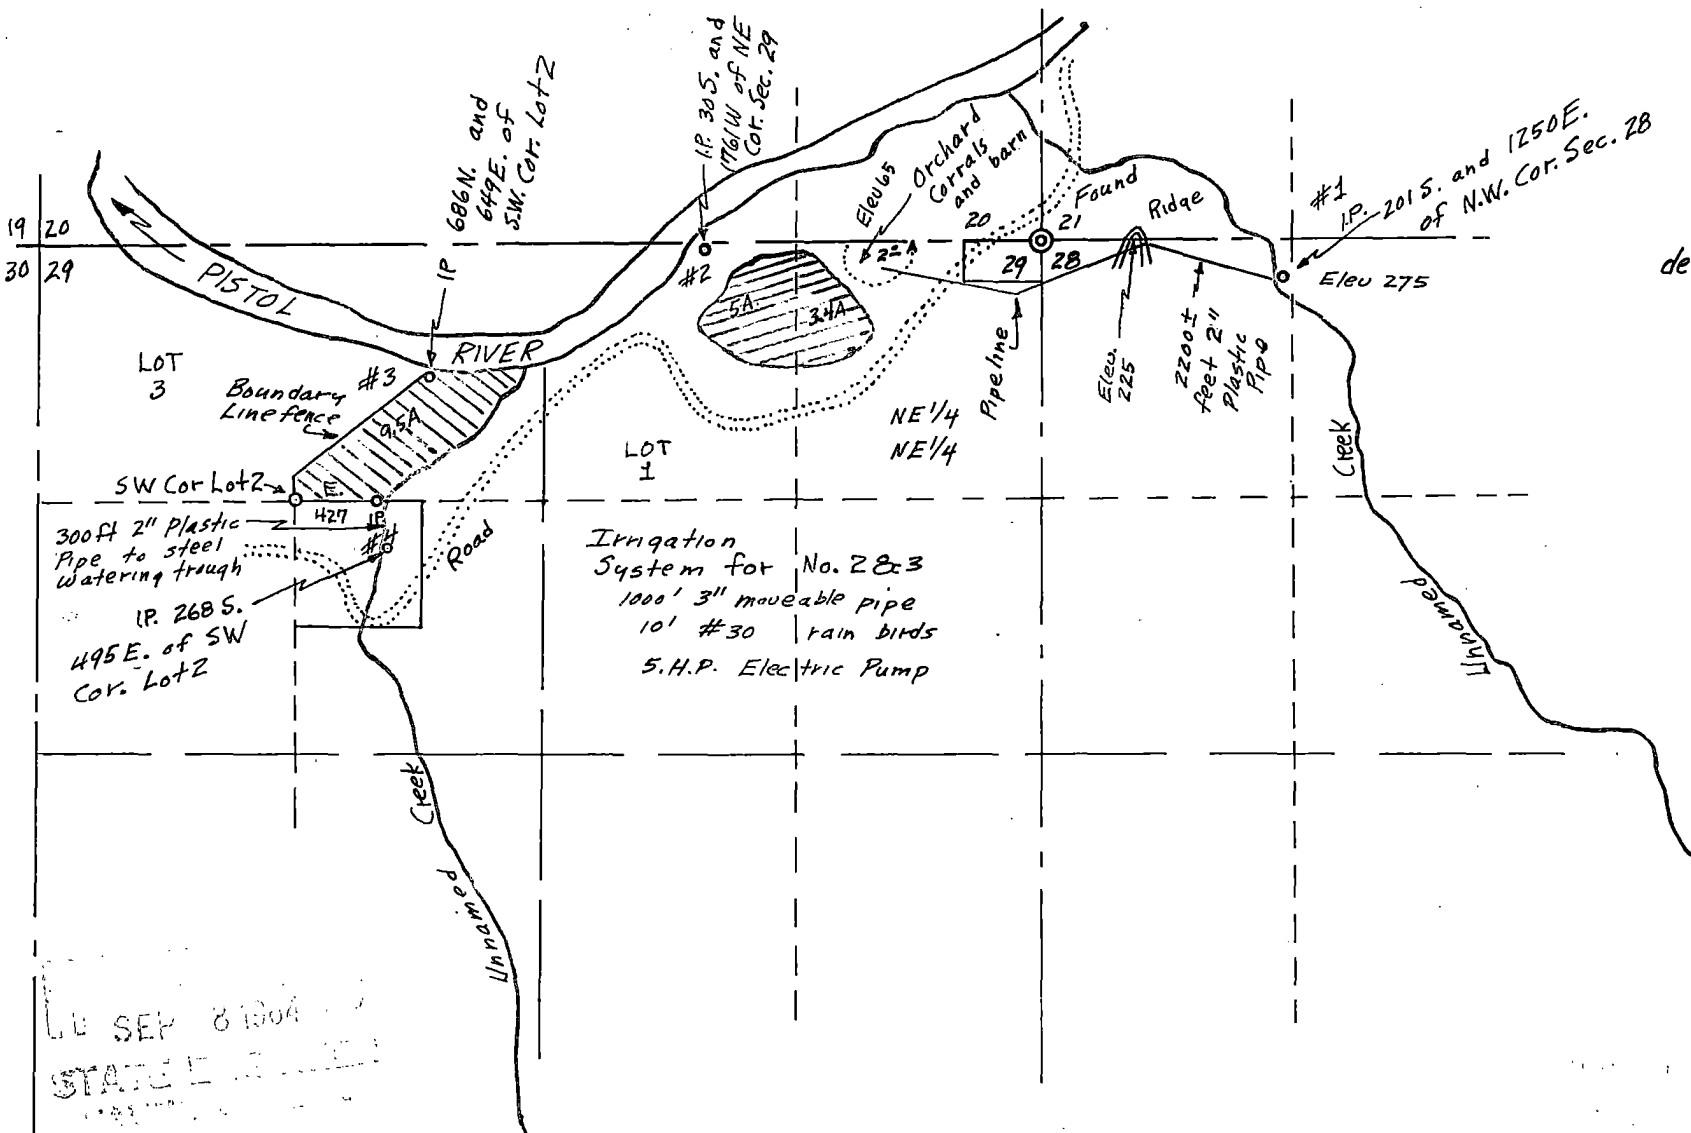 686N. and
649E. of
S.W. Cor. Lot 2
I.P. 30 S. and
1761 W of NE
Cor. Sec. 29
Elev 65
Orchard
Corrals
and barn
#1
I.P. 201 S. and 1250 E.
of N.W. Cor. Sec. 28
19 20
30 29
PISTOL
RIVER
IP
#2
20 21
29 28
Found
Ridge
Elev 275
de
5A
3.4A
LOT
3
#3
Boundary
Line fence
9.5A
Pipeline
Elev.
225
2200±
feet 2"
Plastic
Pipe
NE 1/4
NE 1/4
LOT
1
SW Cor Lot 2
E.
427
IP
#4
300 ft 2" Plastic
Pipe to steel
watering trough
I.P. 268 S.
495 E. of SW
Cor. Lot 2
Road
Irrigation
System for No. 2 & 3
1000' 3" moveable pipe
10' #30 rain birds
5.H.P. Electric Pump
Creek
Unnamed
Creek
Unnamed
SEP 8
STATE